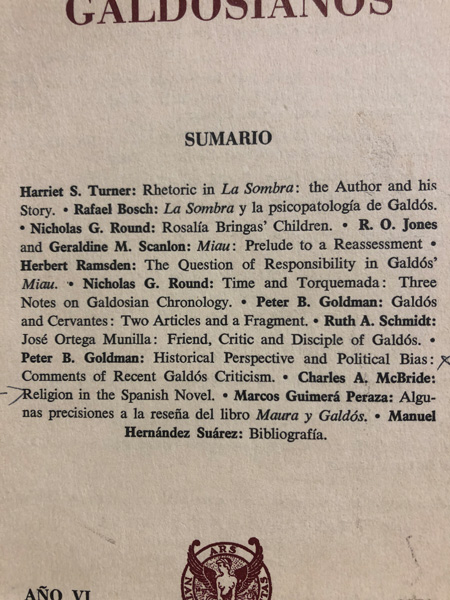 GALDOSIANOS
SUMARIO
Harriet S. Turner: Rhetoric in La Sombra: the Author and his
Story. • Rafael Bosch: La Sombra y la psicopatología de Galdós.
• Nicholas G. Round: Rosalía Bringas' Children. • R. O. Jones
and Geraldine M. Scanlon: Miau: Prelude to a Reassessment •
Herbert Ramsden: The Question of Responsibility in Galdós'
Miau. • Nicholas G. Round: Time and Torquemada: Three
Notes on Galdosian Chronology. • Peter B. Goldman: Galdós
and Cervantes: Two Articles and a Fragment. • Ruth A. Schmidt:
José Ortega Munilla: Friend, Critic and Disciple of Galdós. •
Peter B. Goldman: Historical Perspective and Political Bias:
Comments of Recent Galdós Criticism. • Charles A. McBride:
Religion in the Spanish Novel. • Marcos Guimerá Peraza: Algu-
nas precisiones a la reseña del libro Maura y Galdós. • Manuel
Hernández Suárez: Bibliografía.
ARS
AÑO VI